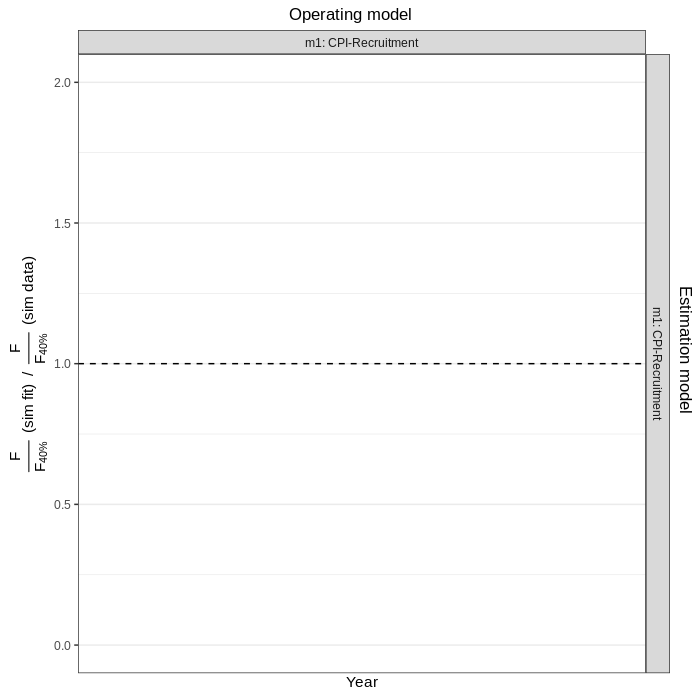 Operating model
m1: CPI-Recruitment
2.0
1.5
1.0
0.5
0.0
F
F40%
(sim fit) /
F
F40%
(sim data)
m1: CPI-Recruitment
Estimation model
Year